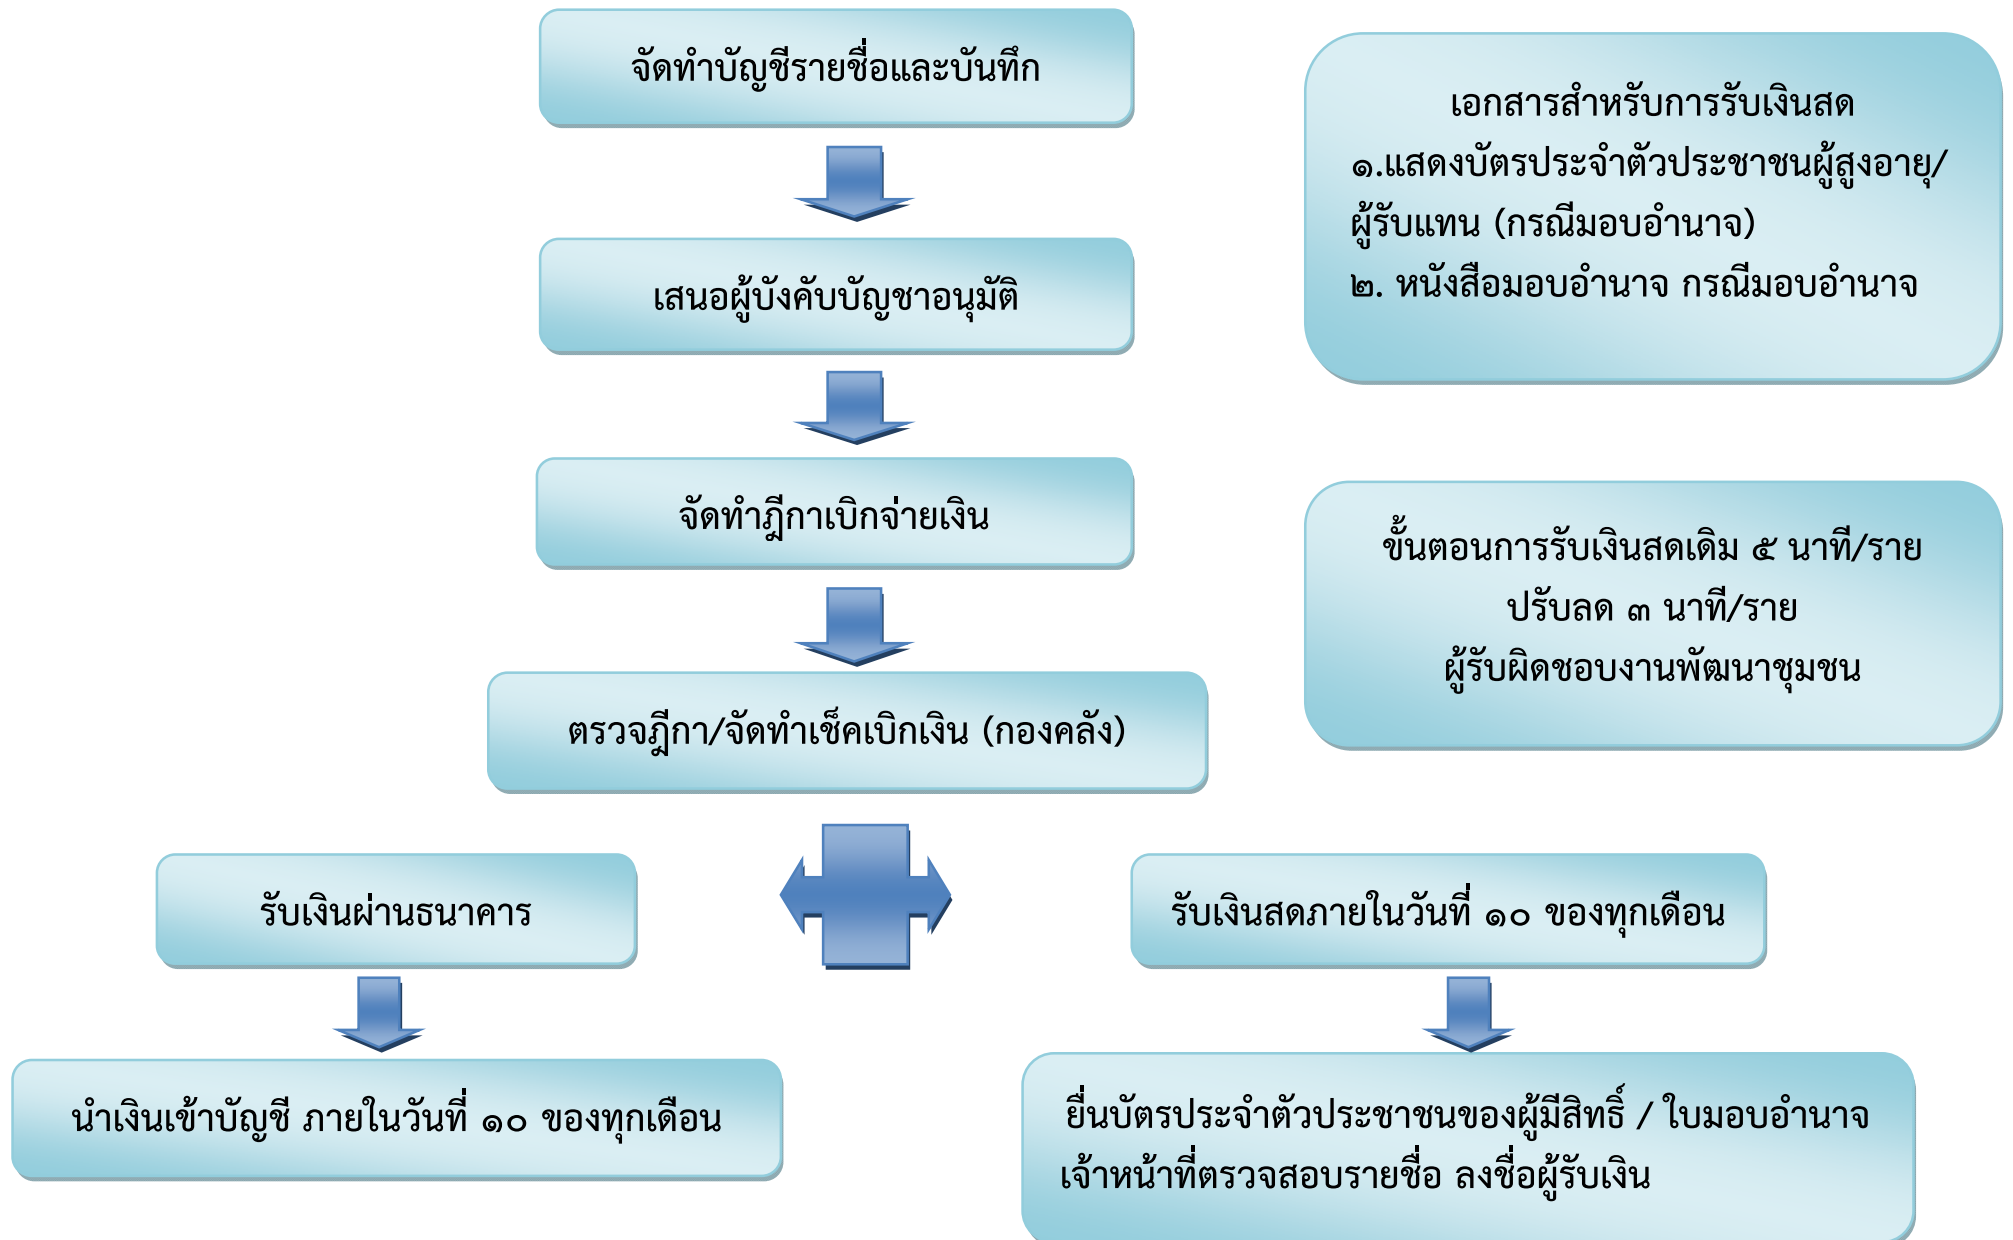 จัดทำบัญชีรายชื่อและบันทึก
เสนอผู้บังคับบัญชาอนุมัติ
จัดทำฎีกาเบิกจ่ายเงิน
ตรวจฎีกา/จัดทำเช็คเบิกเงิน (กองคลัง)
เอกสารสำหรับการรับเงินสด
๑.แสดงบัตรประจำตัวประชาชนผู้สูงอายุ/
ผู้รับแทน (กรณีมอบอำนาจ)
๒. หนังสือมอบอำนาจ กรณีมอบอำนาจ
ขั้นตอนการรับเงินสดเดิม ๕ นาที/ราย
ปรับลด ๓ นาที/ราย
ผู้รับผิดชอบงานพัฒนาชุมชน
รับเงินผ่านธนาคาร
นำเงินเข้าบัญชี ภายในวันที่ ๑๐ ของทุกเดือน
รับเงินสดภายในวันที่ ๑๐ ของทุกเดือน
ยื่นบัตรประจำตัวประชาชนของผู้มีสิทธิ์ / ใบมอบอำนาจ
เจ้าหน้าที่ตรวจสอบรายชื่อ ลงชื่อผู้รับเงิน